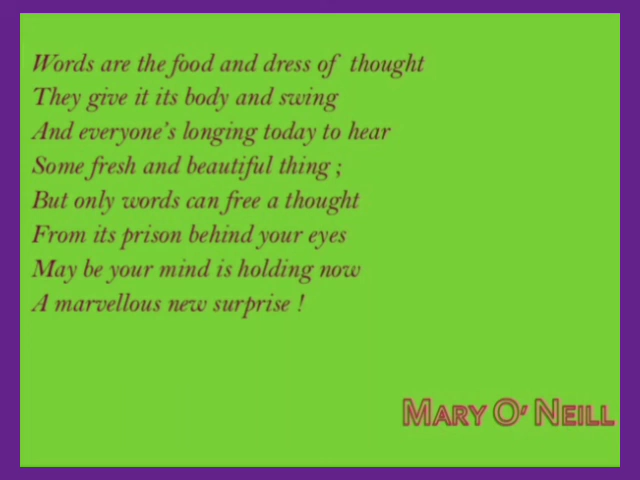 Words are the food and dress of thought
They give it its body and swing
And everyone's longing today to hear
Some fresh and beautiful thing ;
But only words can free a thought
From its prison behind your eyes
May be your mind is holding now
A marvellous new surprise !
Mary O' Neill